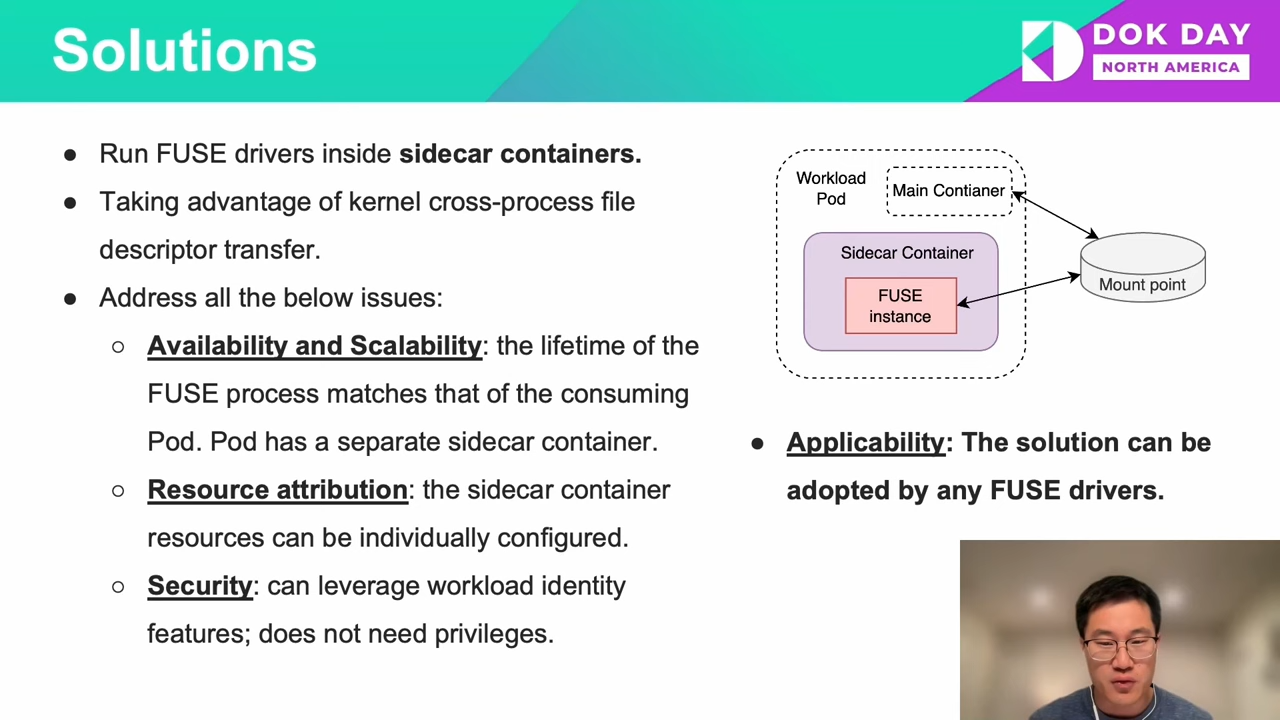 Solutions
DOK DAY
NORTH AMERICA
● Run FUSE drivers inside sidecar containers.
● Taking advantage of kernel cross-process file
descriptor transfer.
● Address all the below issues:
○ Availability and Scalability: the lifetime of the
FUSE process matches that of the consuming
Pod. Pod has a separate sidecar container.
○ Resource attribution: the sidecar container
resources can be individually configured.
○ Security: can leverage workload identity
features; does not need privileges.
Workload
Pod
Main Contianer
Sidecar Container
FUSE
instance
Mount point
● Applicability: The solution can be
adopted by any FUSE drivers.